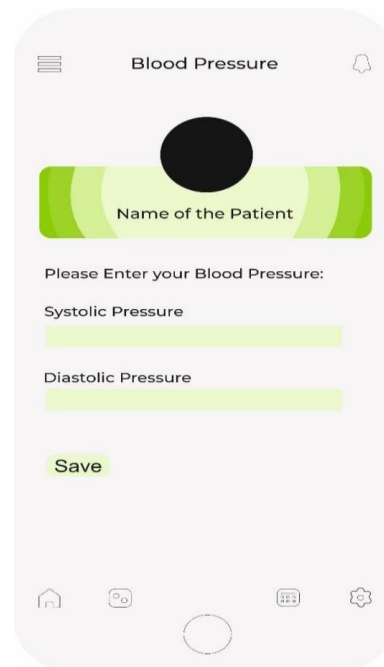 Blood Pressure
Name of the Patient
Please Enter your Blood Pressure:
Systolic Pressure
Diastolic Pressure
Save